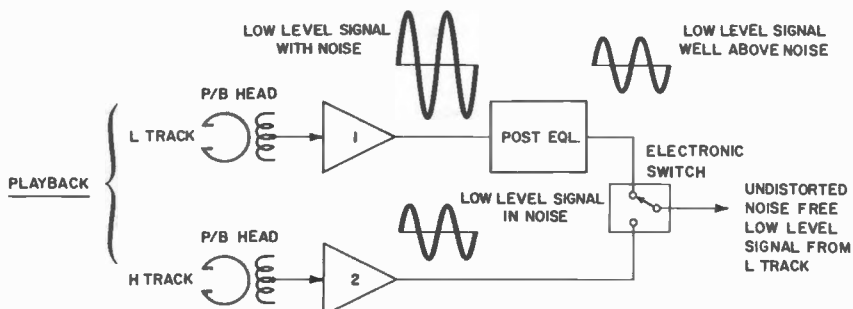 LOW LEVEL SIGNAL
WITH NOISE
LOW LEVEL SIGNAL
WELL ABOVE NOISE
P/B HEAD
L TRACK
1
POST EQL.
ELECTRONIC
SWITCH
PLAYBACK
LOW LEVEL SIGNAL
IN NOISE
UNDISTORTED
NOISE FREE
LOW LEVEL
SIGNAL FROM
L TRACK
P/B HEAD
H TRACK
2